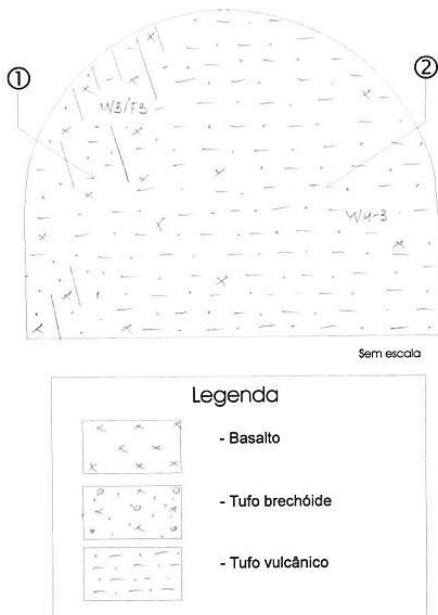 ①
②
W3/F3
W4-3
Sem escala
Legenda
- Basalto
- Tufo brechóide
- Tufo vulcânico